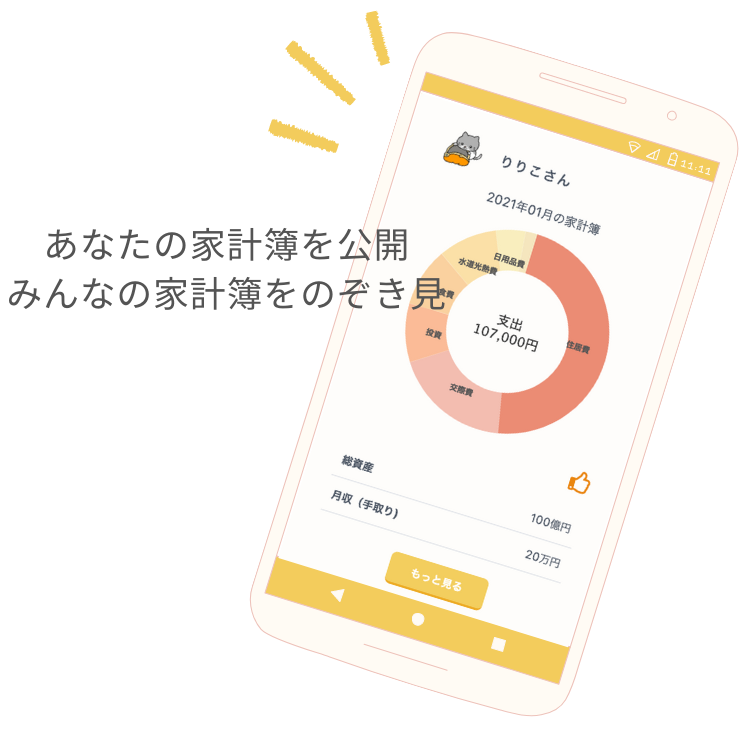 11:11
りりこさん
2021年01月の家計簿
あなたの家計簿を公開
みんなの家計簿をのぞき見
日用品費
水道光熱費
食費
投資
交際費
住居費
支出
107,000円
総資産
100億円
月収（手取り）
20万円
もっと見る